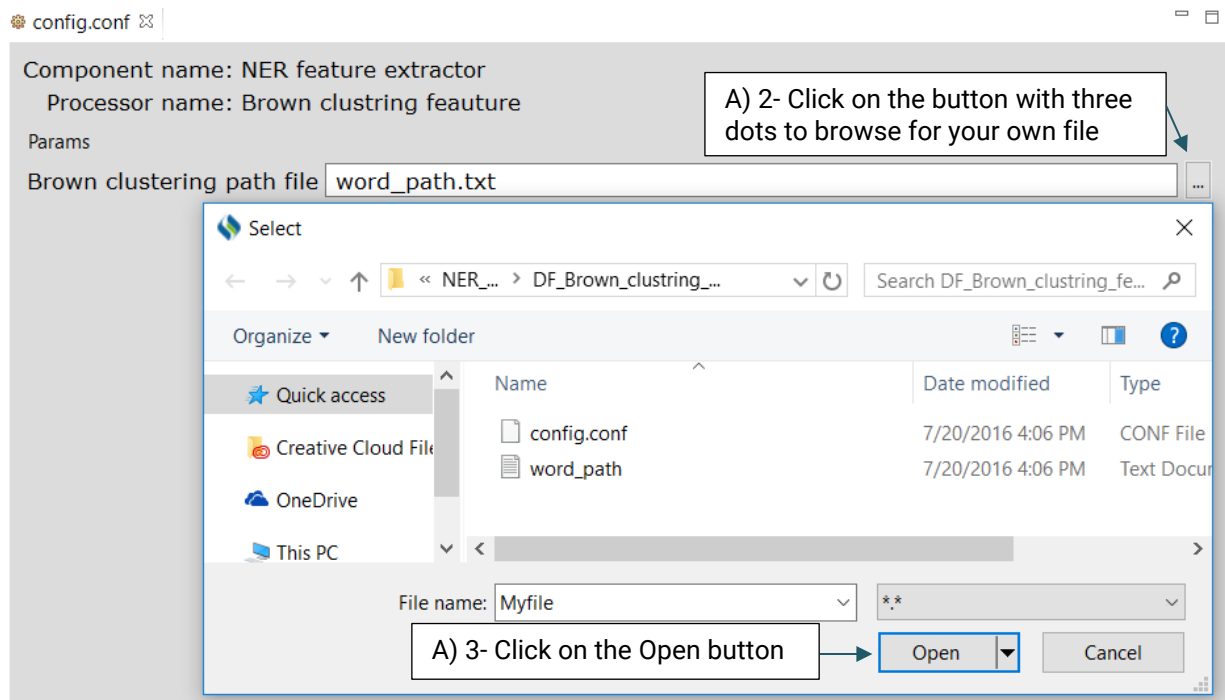 config.conf
Component name: NER feature extractor
Processor name: Brown clustring feauture
A) 2- Click on the button with three
dots to browse for your own file
Params
Brown clustering path file word_path.txt ...
Select
« NER_... > DF_Brown_clustring_... Search DF_Brown_clustring_fe...
Organize New folder ?
Name Date modified Type
Quick access
config.conf 7/20/2016 4:06 PM CONF File
Creative Cloud File
word_path 7/20/2016 4:06 PM Text Docur
OneDrive
This PC
File name: Myfile *.*
A) 3- Click on the Open button Open Cancel